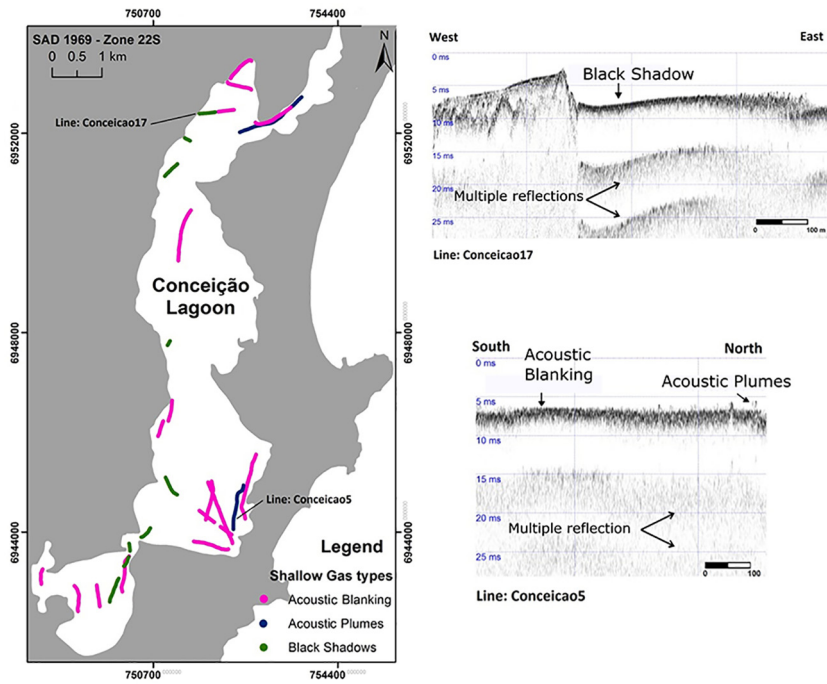 750700
754400
SAD 1969 - Zone 22S
0 0.5 1 km
N
Line: Conceicao17
6952000
6952000
Conceição
Lagoon
6948000
6948000
Line: Conceicao5
6944000
6944000
Legend
Shallow Gas types
Acoustic Blanking
Acoustic Plumes
Black Shadows
750700
754400
West
East
0 ms
Black Shadow
5 ms
10 ms
15 ms
20 ms
Multiple reflections
25 ms
100 m
Line: Conceicao17
South
North
0 ms
Acoustic
Blanking
Acoustic Plumes
5 ms
10 ms
15 ms
20 ms
Multiple reflection
25 ms
100
Line: Conceicao5